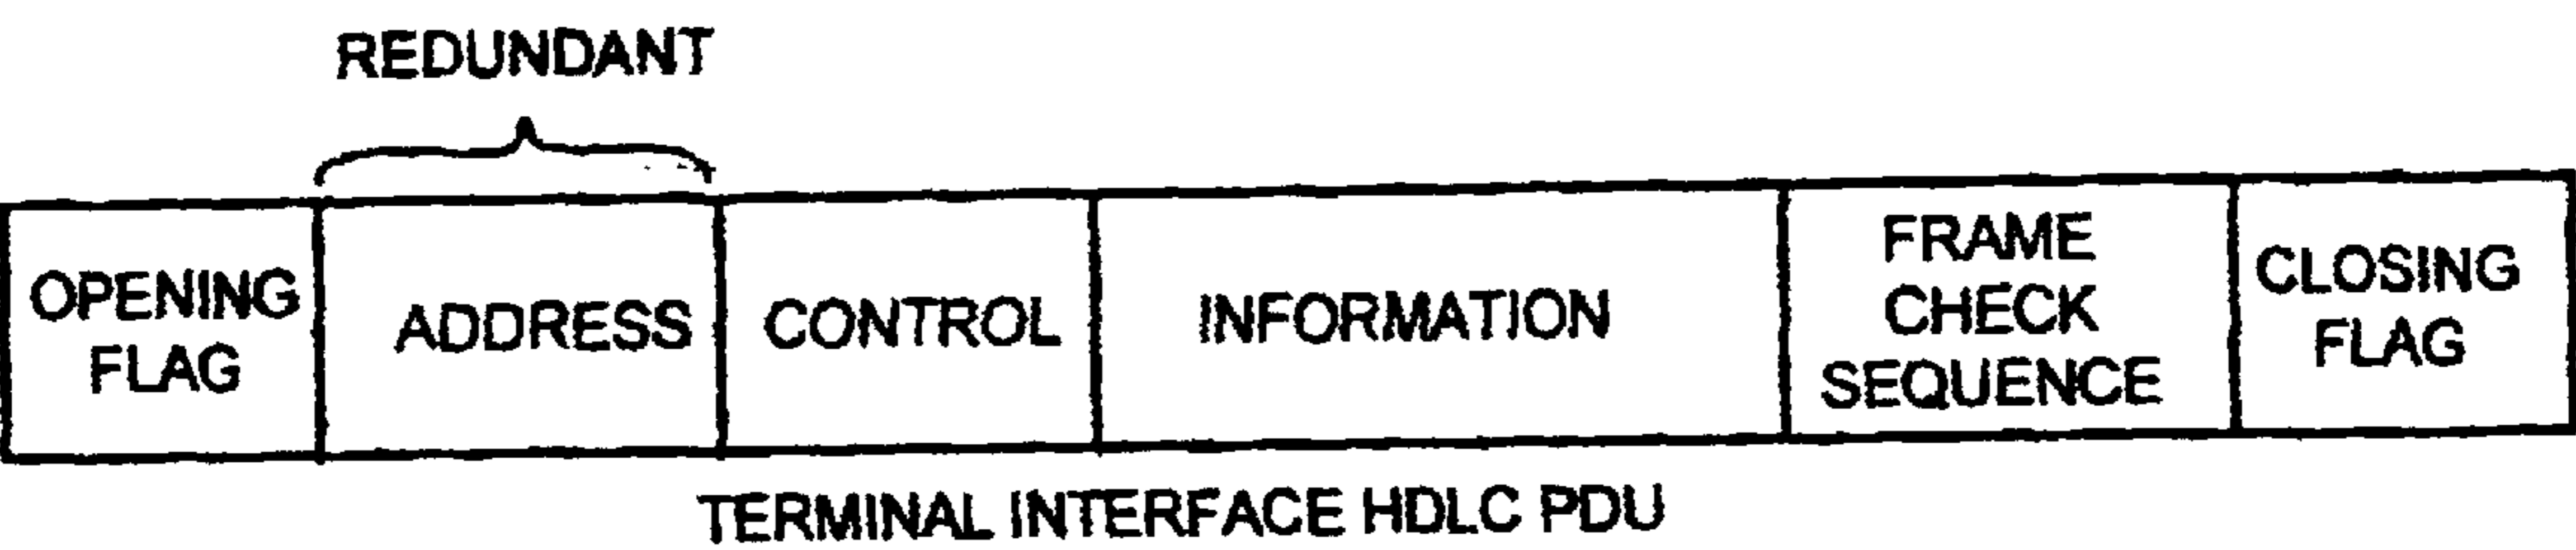 REDUNDANT
OPENING
FLAG
ADDRESS
CONTROL
INFORMATION
FRAME
CHECK
SEQUENCE
CLOSING
FLAG
TERMINAL INTERFACE HDLC PDU